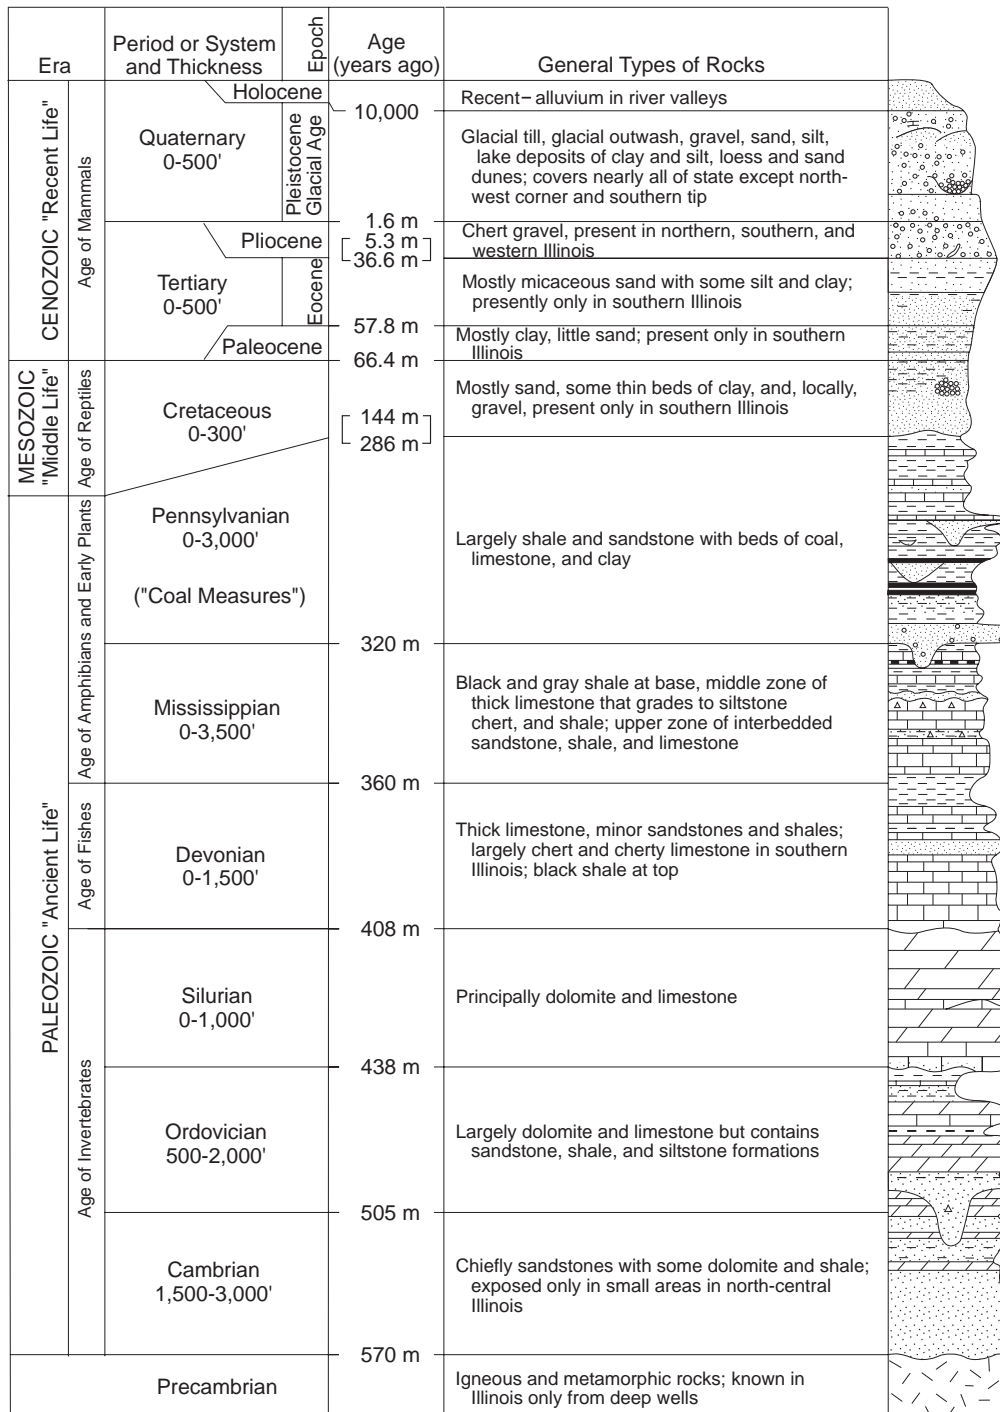 Era
Period or System
and Thickness
Epoch
Age
(years ago)
General Types of Rocks
CENOZOIC "Recent Life"
Age of Mammals
Holocene
Recent– alluvium in river valleys
10,000
Quaternary
0-500'
Pleistocene
Glacial Age
Glacial till, glacial outwash, gravel, sand, silt,
lake deposits of clay and silt, loess and sand
dunes; covers nearly all of state except north-
west corner and southern tip
1.6 m
Pliocene
5.3 m
36.6 m
Chert gravel, present in northern, southern, and
western Illinois
Tertiary
0-500'
Eocene
Mostly micaceous sand with some silt and clay;
presently only in southern Illinois
57.8 m
Paleocene
Mostly clay, little sand; present only in southern
Illinois
66.4 m
MESOZOIC
"Middle Life"
Age of Reptiles
Cretaceous
0-300'
144 m
286 m
Mostly sand, some thin beds of clay, and, locally,
gravel, present only in southern Illinois
PALEOZOIC "Ancient Life"
Age of Amphibians and Early Plants
Pennsylvanian
0-3,000'
("Coal Measures")
Largely shale and sandstone with beds of coal,
limestone, and clay
320 m
Mississippian
0-3,500'
Black and gray shale at base, middle zone of
thick limestone that grades to siltstone
chert, and shale; upper zone of interbedded
sandstone, shale, and limestone
360 m
Age of Fishes
Devonian
0-1,500'
Thick limestone, minor sandstones and shales;
largely chert and cherty limestone in southern
Illinois; black shale at top
408 m
Age of Invertebrates
Silurian
0-1,000'
Principally dolomite and limestone
438 m
Ordovician
500-2,000'
Largely dolomite and limestone but contains
sandstone, shale, and siltstone formations
505 m
Cambrian
1,500-3,000'
Chiefly sandstones with some dolomite and shale;
exposed only in small areas in north-central
Illinois
570 m
Precambrian
Igneous and metamorphic rocks; known in
Illinois only from deep wells